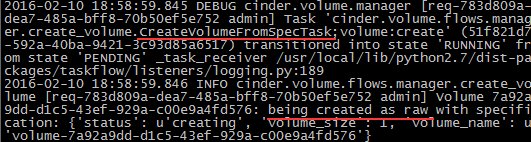 2016-02-10 18:58:59.845 DEBUG cinder.volume.manager [req-783d809a-
dea7-485a-bff8-70b50ef5e752 admin] Task 'cinder.volume.flows.manag
er.create_volume.CreateVolumeFromSpecTask;volume:create' (51f821d7
-592a-40ba-9421-3c93d85a6517) transitioned into state 'RUNNING' fr
om state 'PENDING' _task_receiver /usr/local/lib/python2.7/dist-pa
ckages/taskflow/listeners/logging.py:189
2016-02-10 18:58:59.846 INFO cinder.volume.flows.manager.create_vo
lume [req-783d809a-dea7-485a-bff8-70b50ef5e752 admin] Volume 7a92a
9dd-d1c5-43ef-929a-c00e9a4fd576: being created as raw with specifi
cation: {'status': u'creating', 'volume_size': 1, 'volume_name': u
'volume-7a92a9dd-d1c5-43ef-929a-c00e9a4fd576'}